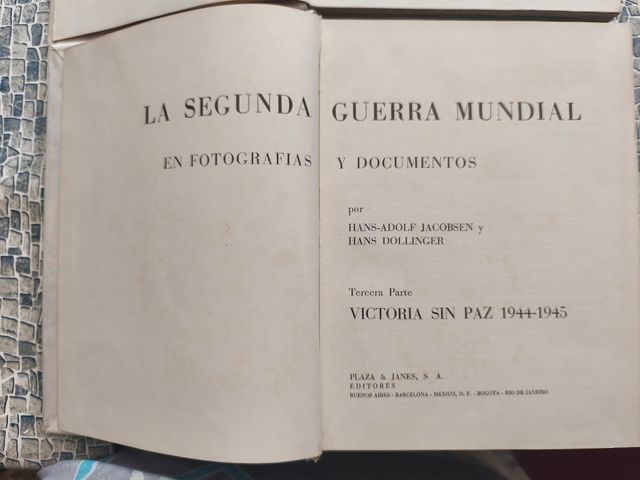 LA SEGUNDA GUERRA MUNDIAL
EN FOTOGRAFIAS Y DOCUMENTOS
por
HANS-ADOLF JACOBSEN y
HANS DOLLINGER
Tercera Parte
VICTORIA SIN PAZ 1944-1945
PLAZA & JANES, S. A.
EDITORES
BUENOS AIRES - BARCELONA - MEXICO, D. F. - BOGOTA - RIO DE JANEIRO